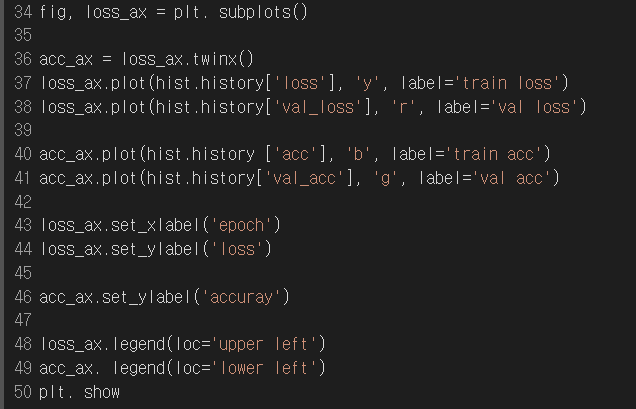 34 fig, loss_ax = plt. subplots()
35
36 acc_ax = loss_ax.twinx()
37 loss_ax.plot(hist.history['loss'], 'y', label='train loss')
38 loss_ax.plot(hist.history['val_loss'], 'r', label='val loss')
39
40 acc_ax.plot(hist.history ['acc'], 'b', label='train acc')
41 acc_ax.plot(hist.history['val_acc'], 'g', label='val acc')
42
43 loss_ax.set_xlabel('epoch')
44 loss_ax.set_ylabel('loss')
45
46 acc_ax.set_ylabel('accuray')
47
48 loss_ax.legend(loc='upper left')
49 acc_ax. legend(loc='lower left')
50 plt. show